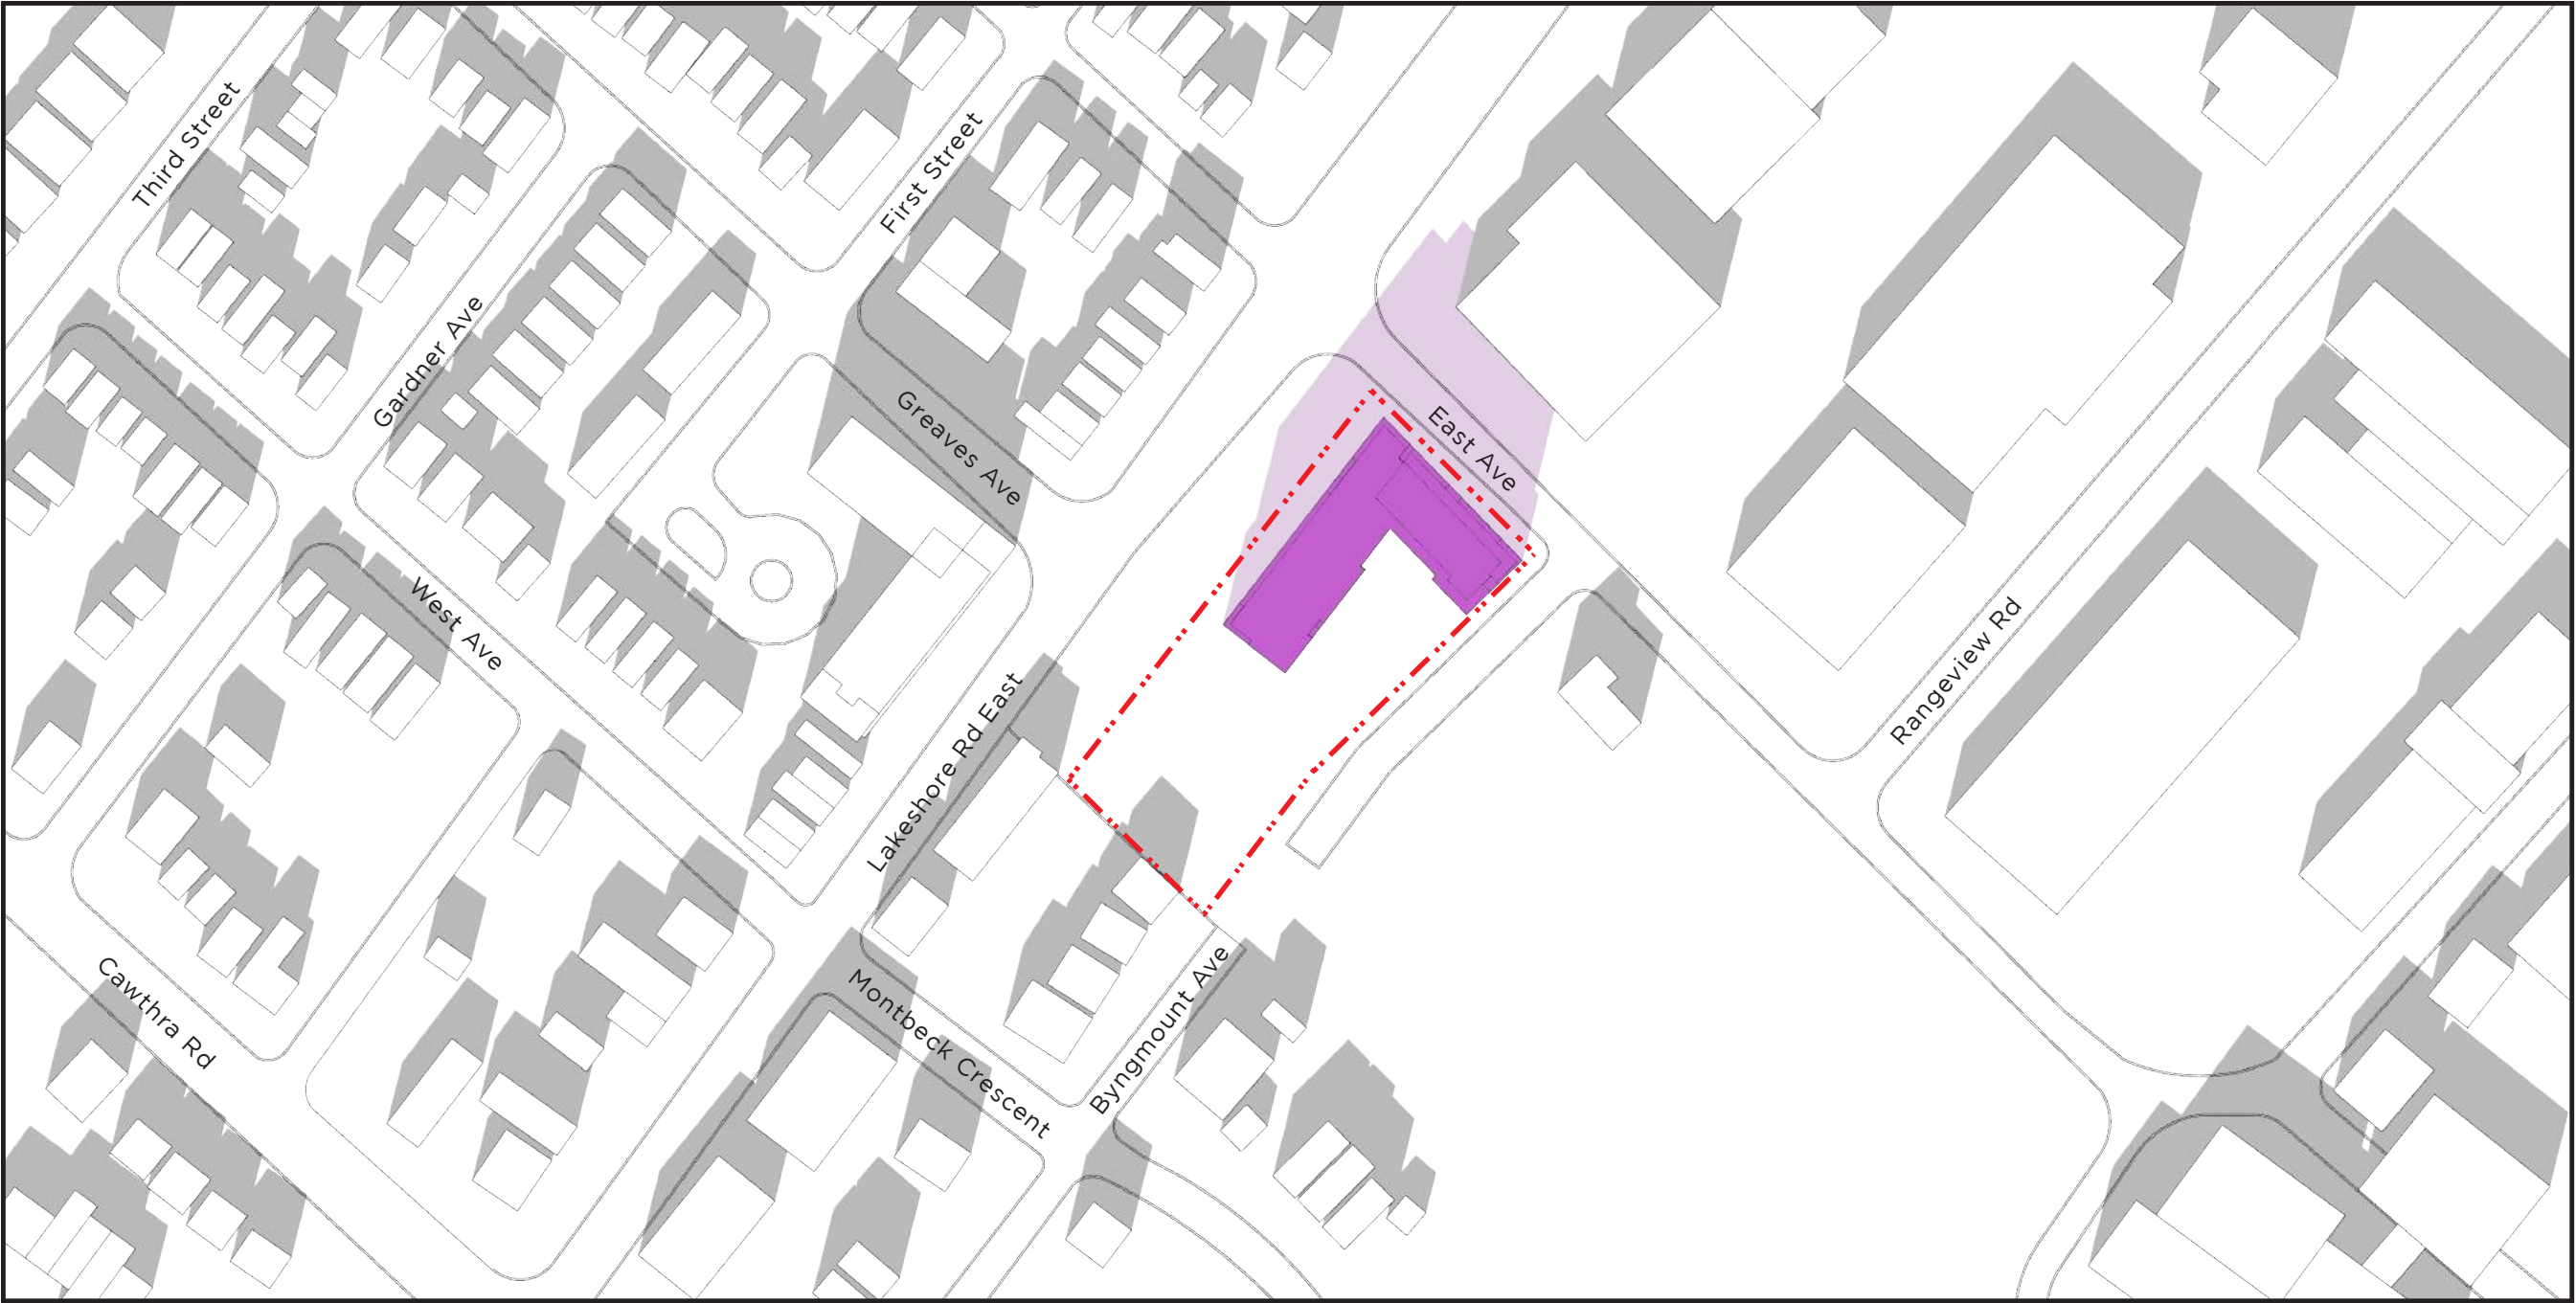 Third Street
First Street
Gardner Ave
Greaves Ave
East Ave
West Ave
Rangeview Rd
Lakeshore Rd East
Cawthra Rd
Montbeck Crescent
Byngmount Ave